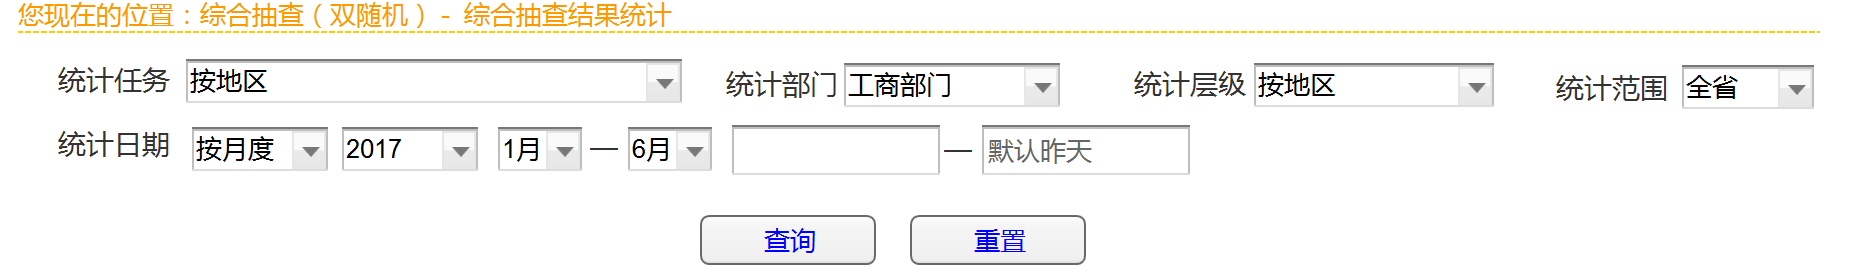 您现在的位置：综合抽查（双随机） - 综合抽查结果统计
统计任务 按地区 统计部门 工商部门 统计层级 按地区 统计范围 全省
统计日期 按月度 2017 1月 — 6月 — 默认昨天
查询 重置